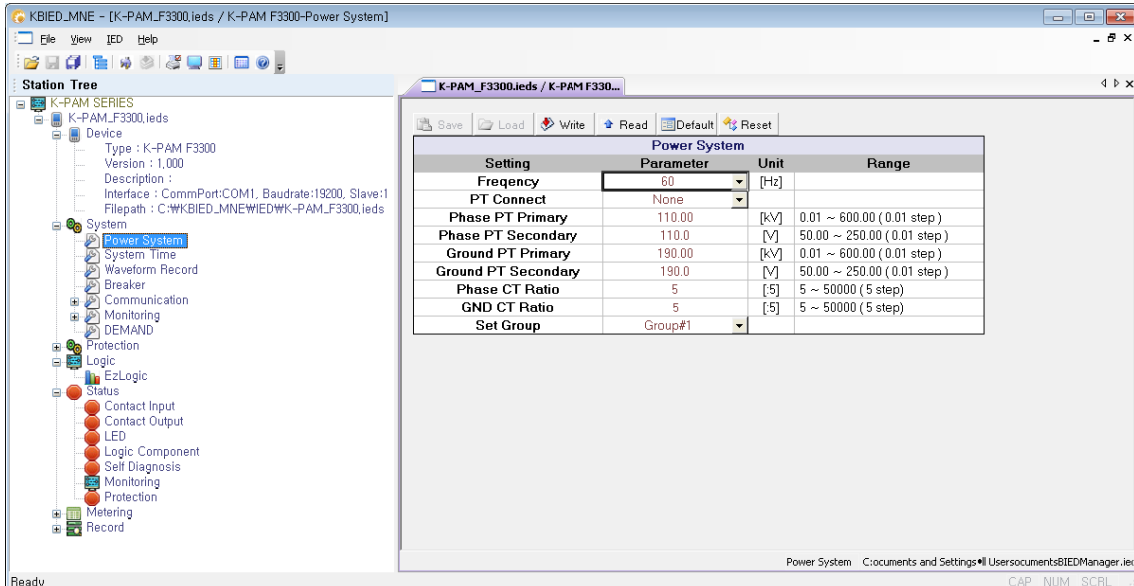 KBIED_MNE - [K-PAM_F3300.ieds / K-PAM F3300-Power System]
File View IED Help
Station Tree
K-PAM SERIES
K-PAM_F3300.ieds
Device
Type : K-PAM F3300
Version : 1,000
Description :
Interface : CommPort:COM1, Baudrate:19200, Slave:1
Filepath : C:₩KBIED_MNE₩IED₩K-PAM_F3300.ieds
System
Power System
System Time
Waveform Record
Breaker
Communication
Monitoring
DEMAND
Protection
Logic
EzLogic
Status
Contact Input
Contact Output
LED
Logic Component
Self Diagnosis
Monitoring
Protection
Metering
Record
K-PAM_F3300.ieds / K-PAM F330...
Save Load Write Read Default Reset
Power System
Setting Parameter Unit Range
Freqency 60 [Hz]
PT Connect None
Phase PT Primary 110.00 [kV] 0.01 ~ 600.00 ( 0.01 step )
Phase PT Secondary 110.0 [V] 50.00 ~ 250.00 ( 0.01 step )
Ground PT Primary 190.00 [kV] 0.01 ~ 600.00 ( 0.01 step )
Ground PT Secondary 190.0 [V] 50.00 ~ 250.00 ( 0.01 step )
Phase CT Ratio 5 [:5] 5 ~ 50000 ( 5 step)
GND CT Ratio 5 [:5] 5 ~ 50000 ( 5 step)
Set Group Group#1
Power System C:ocuments and Settings•ll UsersocumentsBIEDManager.iec
Ready
CAP NUM SCRL